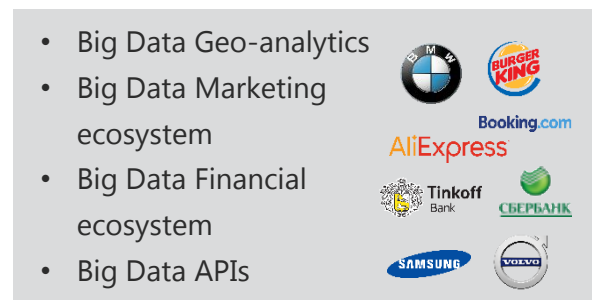 • Big Data Geo-analytics
• Big Data Marketing
ecosystem
• Big Data Financial
ecosystem
• Big Data APIs
BMW
BURGER
KING
Booking.com
AliExpress
Tinkoff
Bank
СБЕРБАНК
SAMSUNG
VOLVO